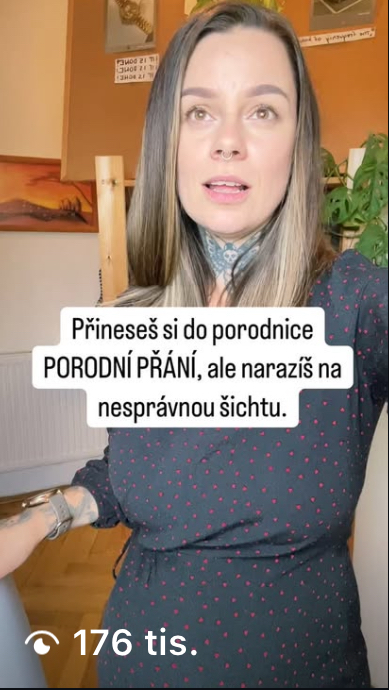 Přineseš si do porodnice
PORODNÍ PŘÁNÍ, ale narazíš na
nesprávnou šichtu.
176 tis.